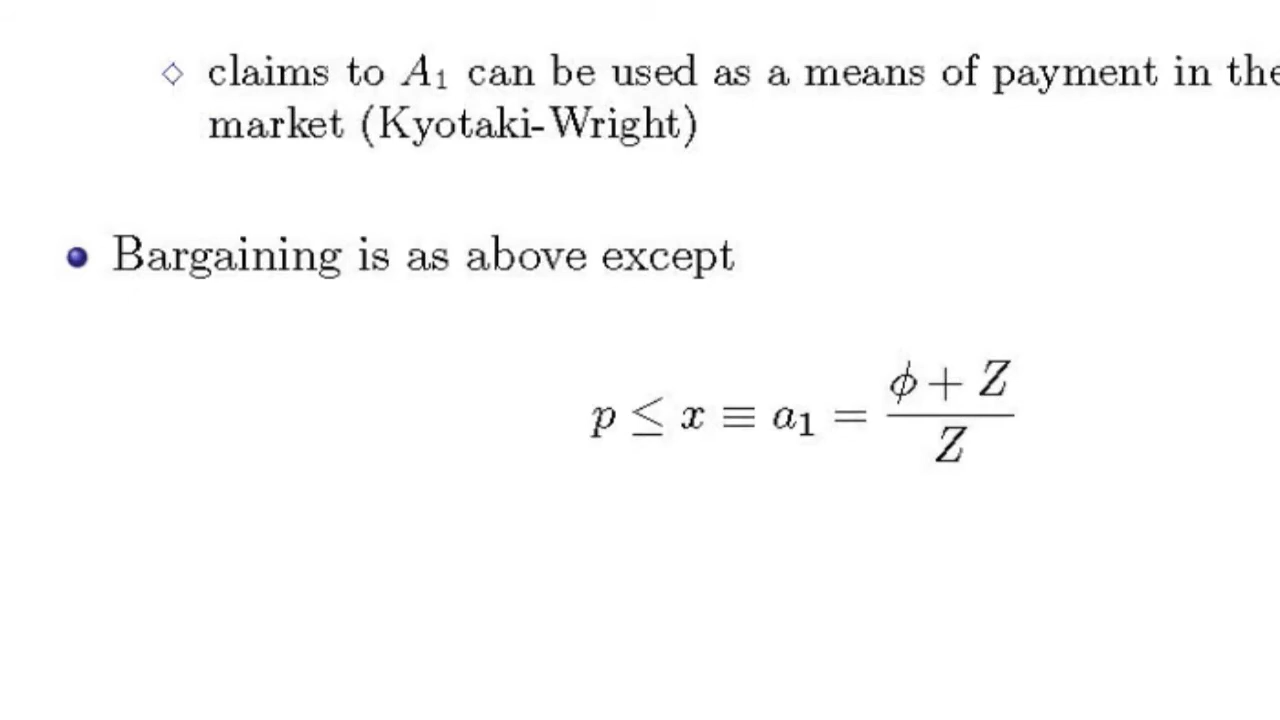 ◇ claims to A₁ can be used as a means of payment in the
market (Kyotaki-Wright)
• Bargaining is as above except
p ≤ x ≡ a₁ = (ϕ + Z) / Z